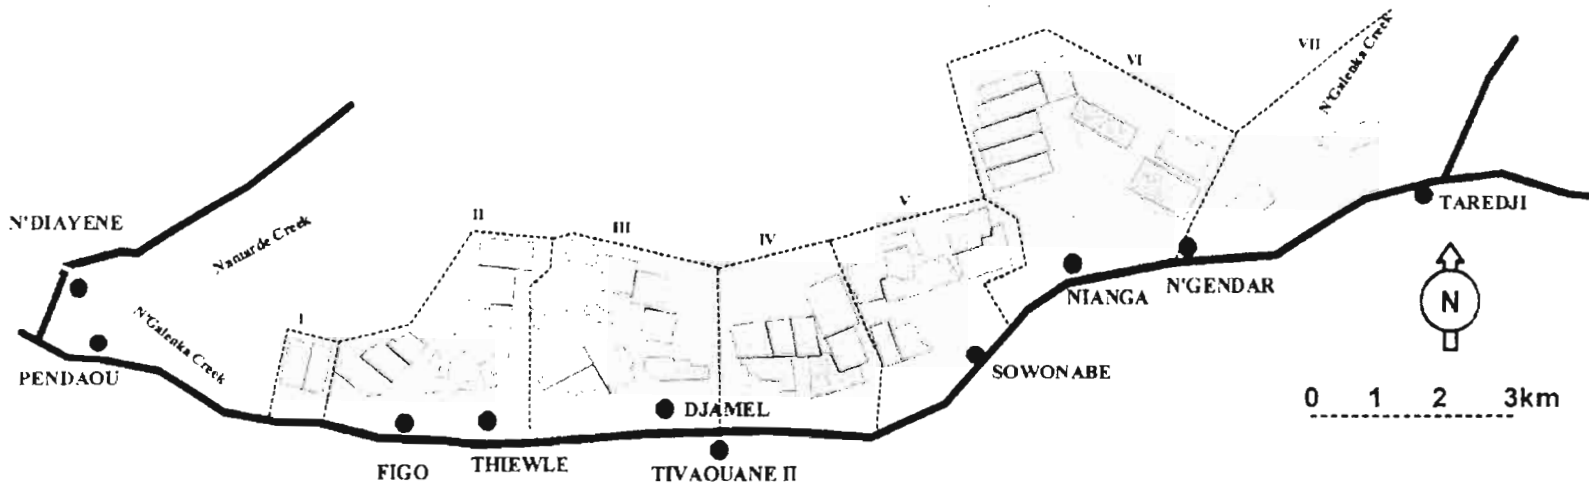 VII
N'Galenka Creek
VI
V
TAREDJI
II
III
IV
N'DIAYENE
Namarde Creek
N
NIANGA
N'GENDAR
N'Galenka Creek
I
PENDAOU
SOWONABE
0 1 2 3km
DJAMEL
FIGO
THIEWLE
TIVAOUANE II